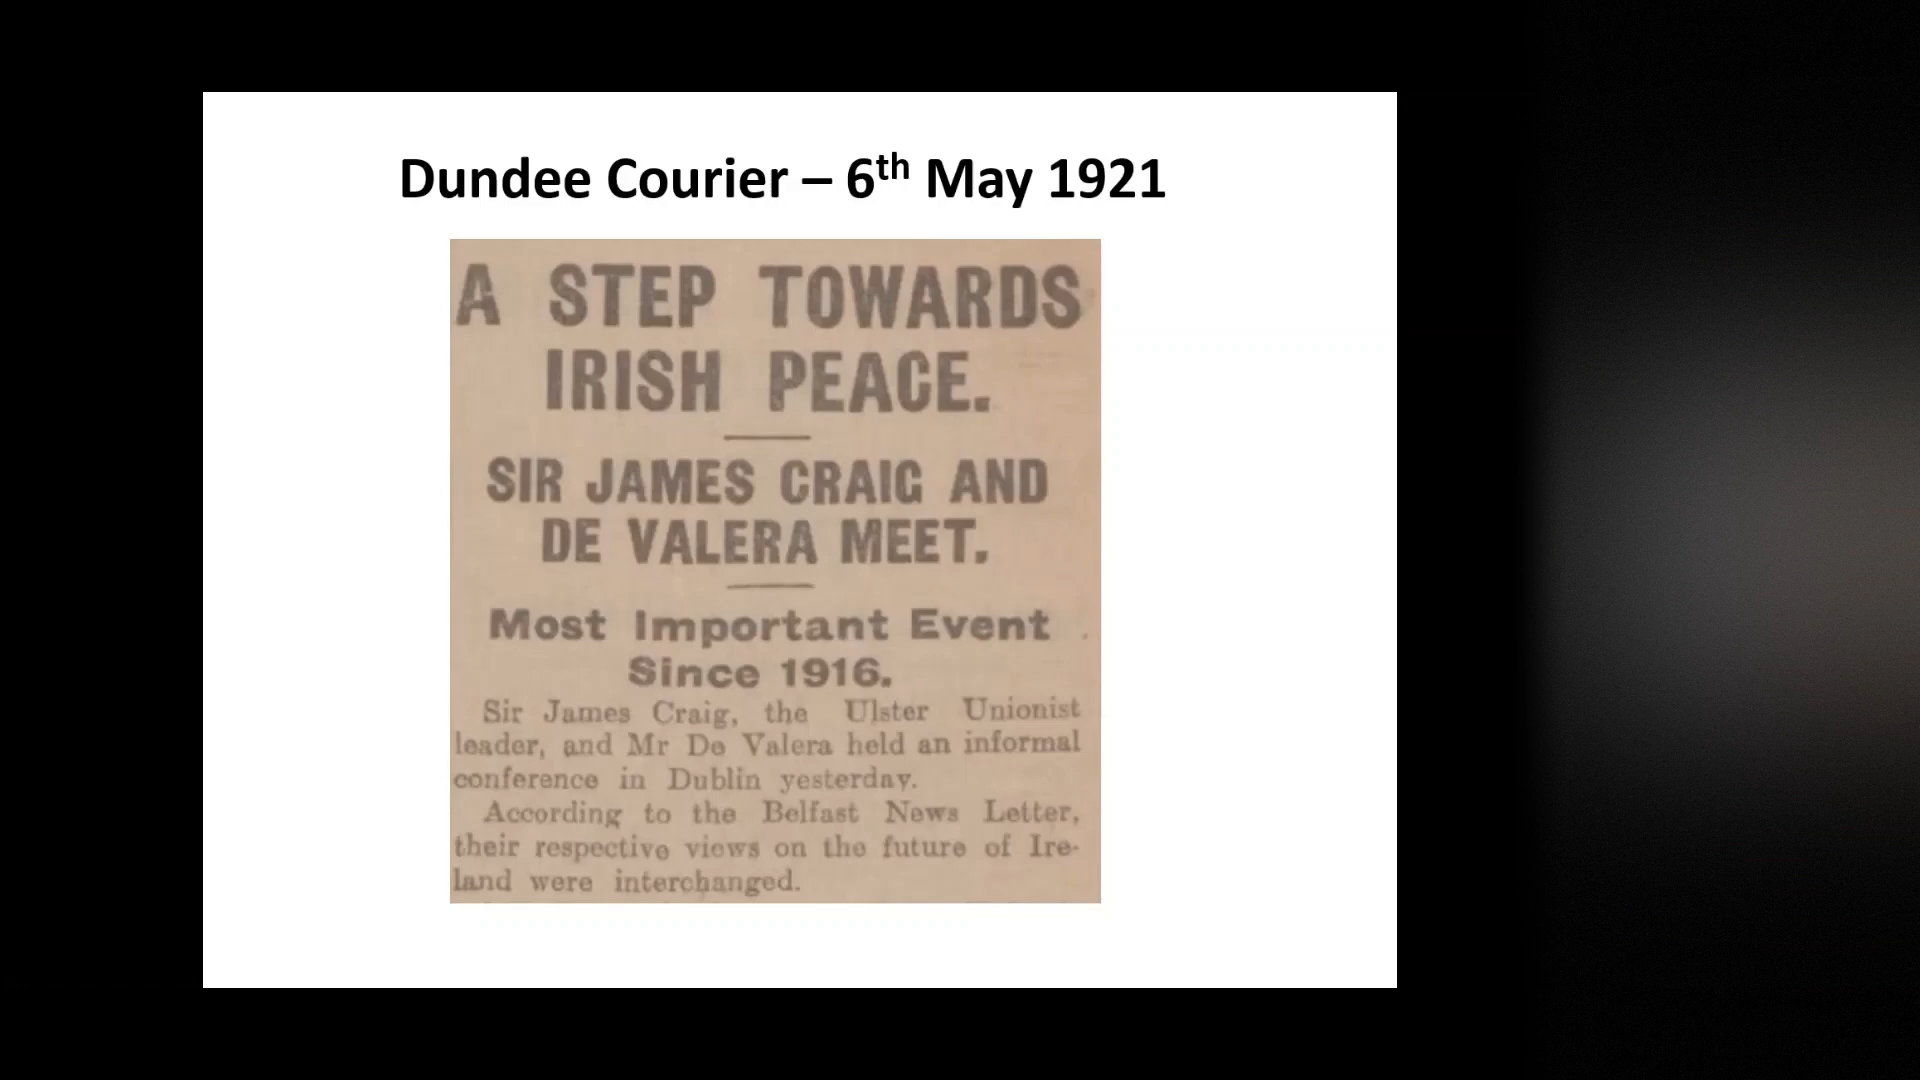 Dundee Courier – 6th May 1921
A STEP TOWARDS
IRISH PEACE.
SIR JAMES CRAIG AND
DE VALERA MEET.
Most Important Event
Since 1916.
Sir James Craig, the Ulster Unionist
leader, and Mr De Valera held an informal
conference in Dublin yesterday.
According to the Belfast News Letter,
their respective views on the future of Ire-
land were interchanged.